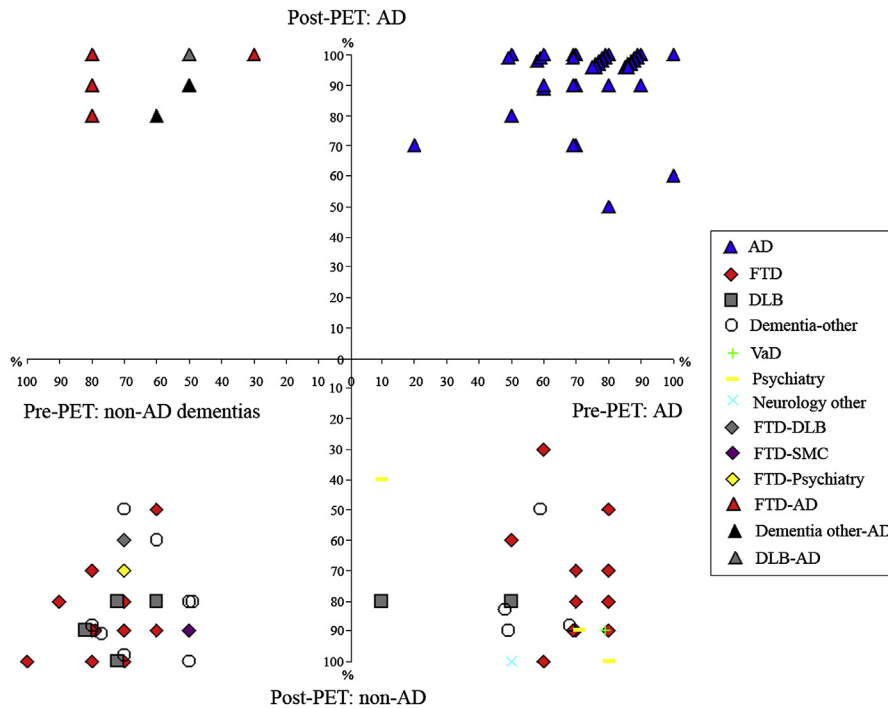 Post-PET: AD
%
100
90
80
70
60
50
40
30
20
10
0
% %
100 90 80 70 60 50 40 30 20 10 0 0 10 20 30 40 50 60 70 80 90 100
Pre-PET: non-AD dementias Pre-PET: AD
10
20
30
40
50
60
70
80
90
100
%
Post-PET: non-AD
AD
FTD
DLB
Dementia-other
VaD
Psychiatry
Neurology other
FTD-DLB
FTD-SMC
FTD-Psychiatry
FTD-AD
Dementia other-AD
DLB-AD